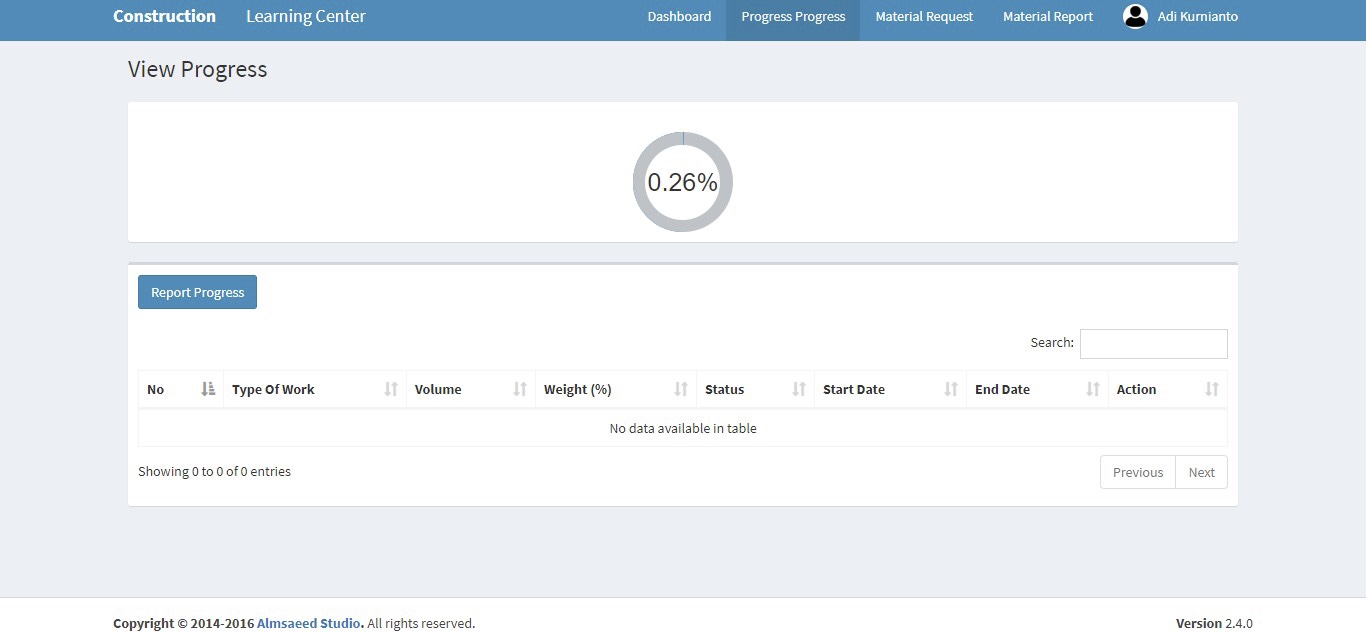 Construction Learning Center Dashboard Progress Progress Material Request Material Report Adi Kurnianto
View Progress
0.26%
Report Progress
Search:
No Type Of Work Volume Weight (%) Status Start Date End Date Action
No data available in table
Showing 0 to 0 of 0 entries Previous Next
Copyright © 2014-2016 Almsaeed Studio. All rights reserved. Version 2.4.0